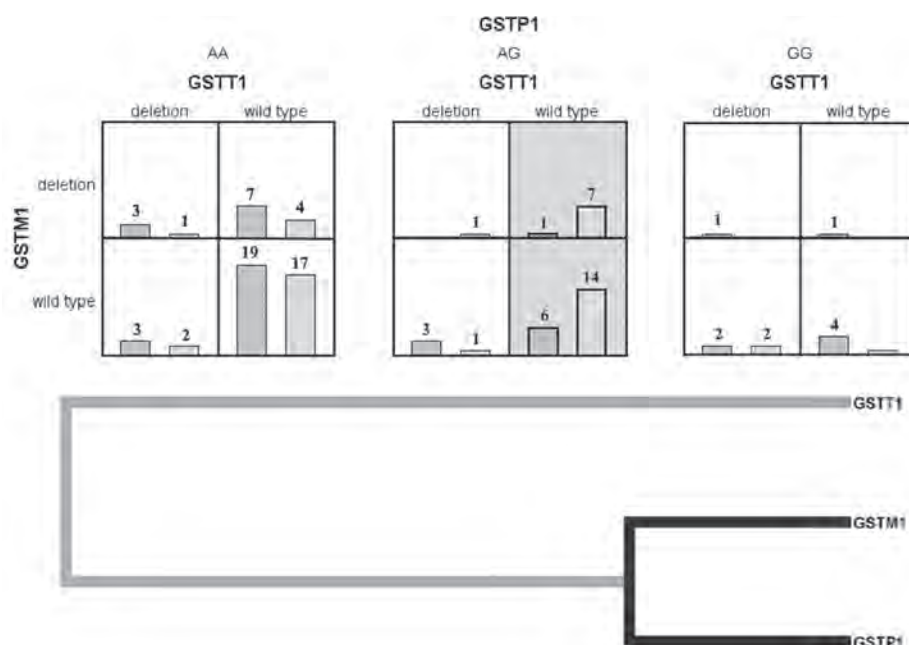 GSTP1
AA AG GG
GSTT1 GSTT1 GSTT1
deletion wild type deletion wild type deletion wild type
GSTM1
deletion
3 1 7 4 1 1 7 1 1
wild type
3 2 19 17 3 1 6 14 2 2 4
GSTT1
GSTM1
GSTP1